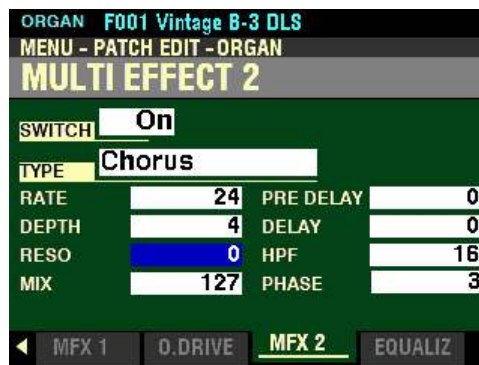 ORGAN F001 Vintage B-3 DLS
MENU - PATCH EDIT - ORGAN
MULTI EFFECT 2
SWITCH On
TYPE Chorus
RATE 24 PRE DELAY 0
DEPTH 4 DELAY 0
RESO 0 HPF 16
MIX 127 PHASE 3
MFX 1 O.DRIVE MFX 2 EQUALIZ